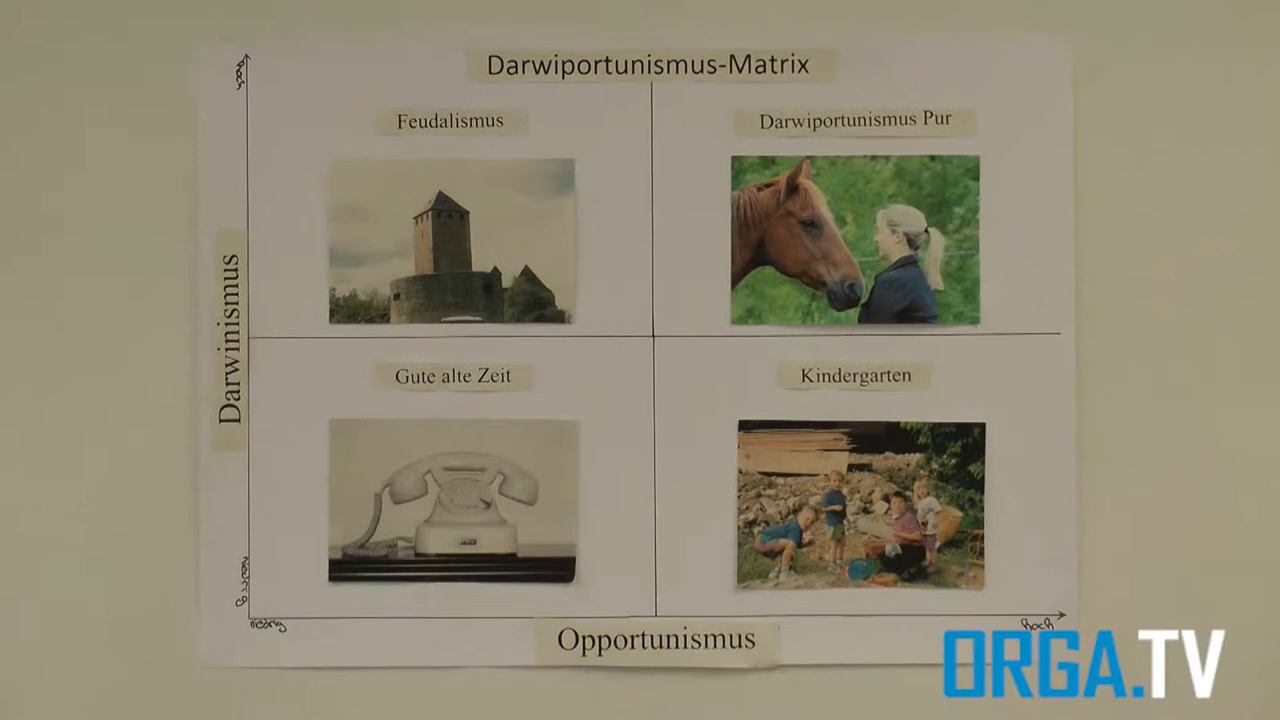 Darwiportunismus-Matrix
hoch
Feudalismus
Darwiportunismus Pur
Darwinismus
Gute alte Zeit
Kindergarten
niedrig
niedrig
hoch
Opportunismus
ORGA.TV